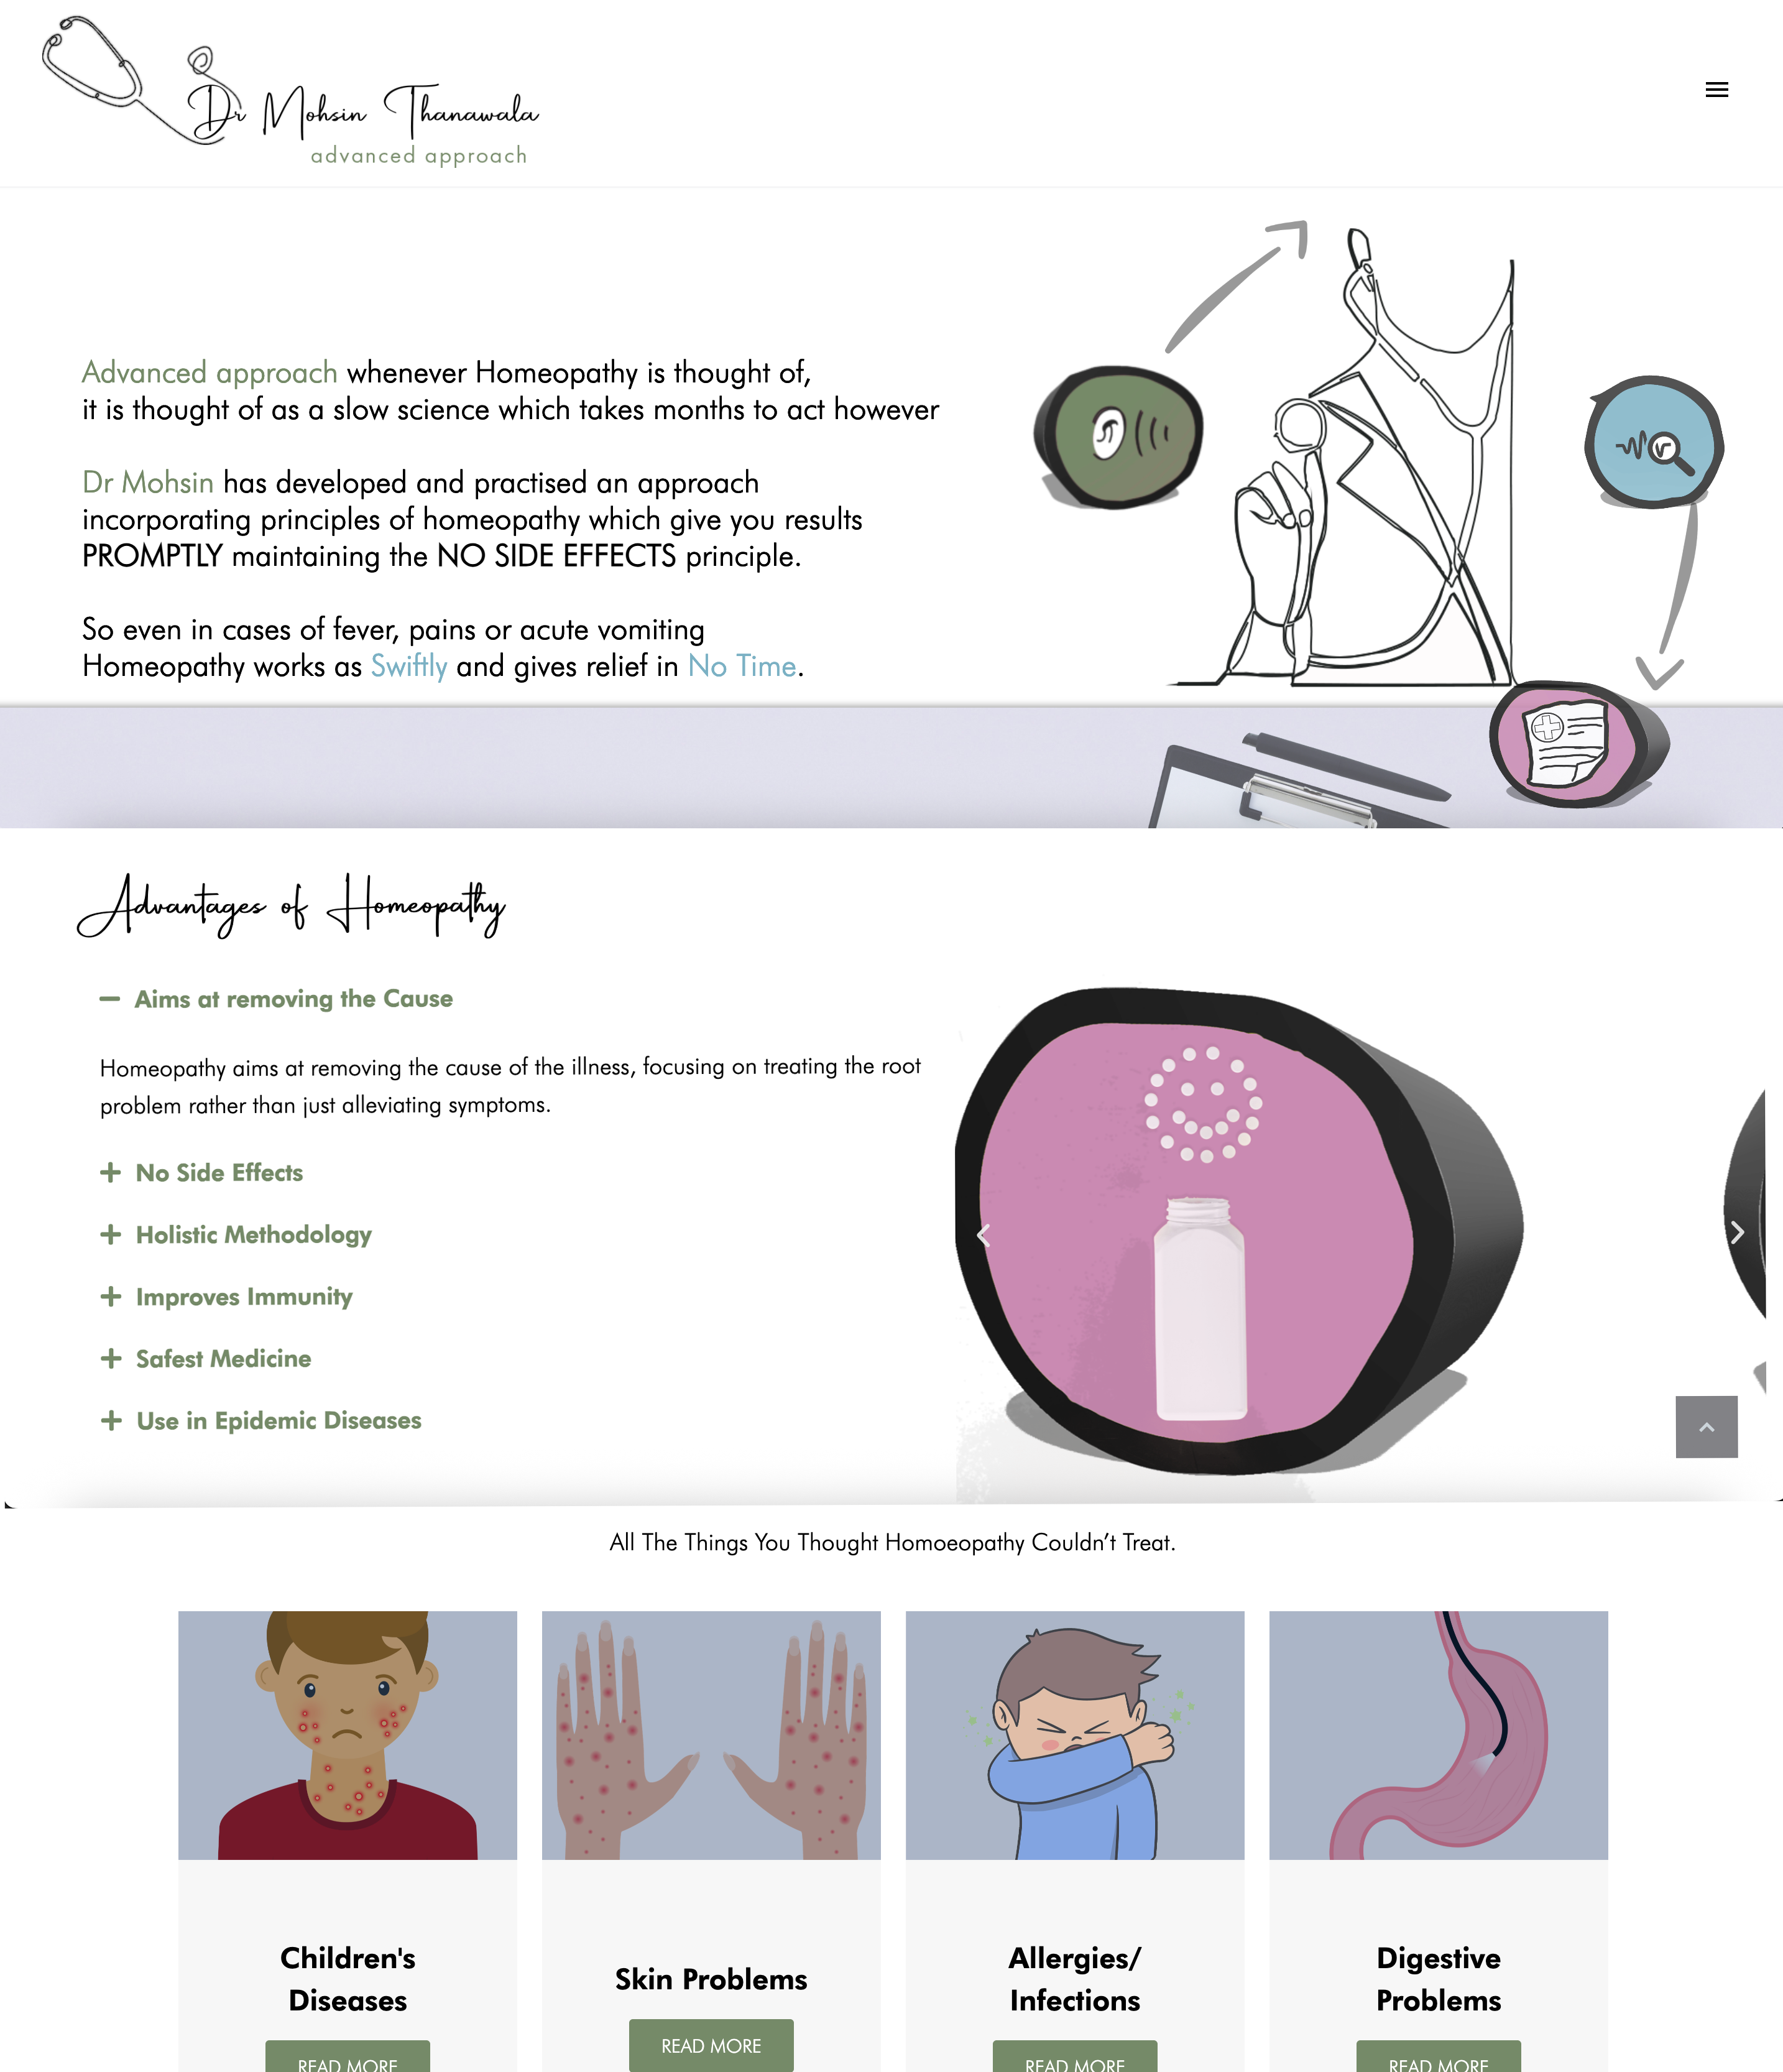 Dr Mohsin Thanawala
advanced approach
Advanced approach whenever Homeopathy is thought of,
it is thought of as a slow science which takes months to act however
Dr Mohsin has developed and practised an approach
incorporating principles of homeopathy which give you results
PROMPTLY maintaining the NO SIDE EFFECTS principle.
So even in cases of fever, pains or acute vomiting
Homeopathy works as Swiftly and gives relief in No Time.
Advantages of Homeopathy
Aims at removing the Cause
Homeopathy aims at removing the cause of the illness, focusing on treating the root
problem rather than just alleviating symptoms.
No Side Effects
Holistic Methodology
Improves Immunity
Safest Medicine
Use in Epidemic Diseases
All The Things You Thought Homoeopathy Couldn’t Treat.
Children's
Diseases
READ MORE
Skin Problems
READ MORE
Allergies/
Infections
READ MORE
Digestive
Problems
READ MORE